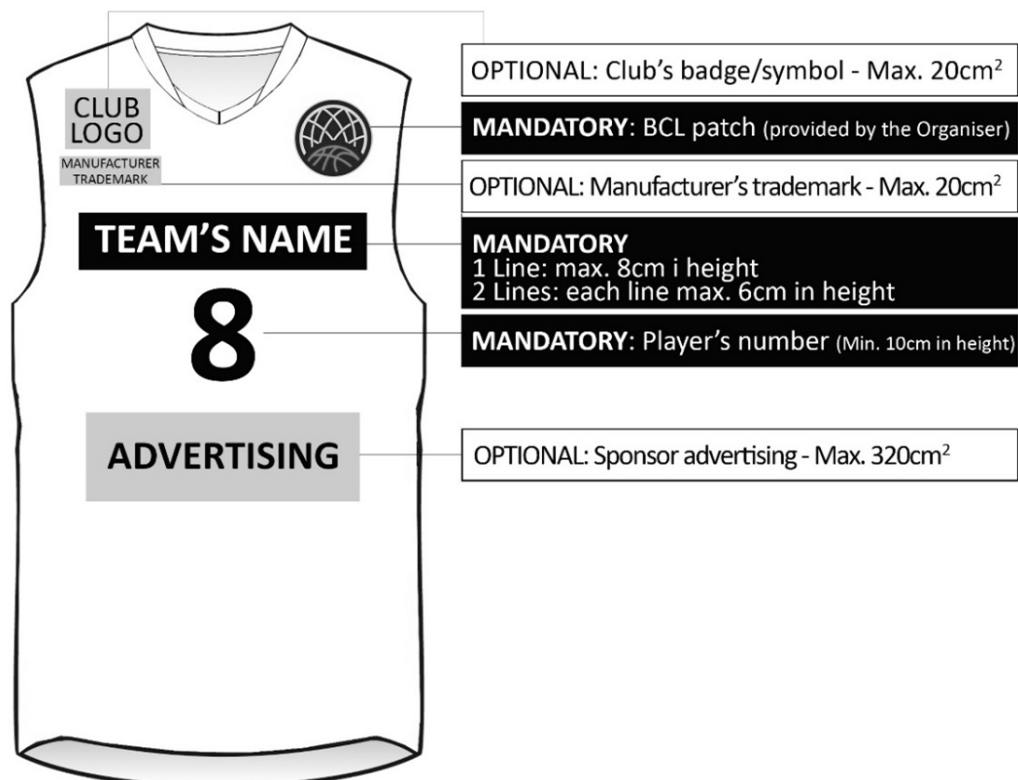 CLUB
LOGO
MANUFACTURER
TRADEMARK
TEAM'S NAME
8
ADVERTISING
OPTIONAL: Club's badge/symbol - Max. 20cm²
MANDATORY: BCL patch (provided by the Organiser)
OPTIONAL: Manufacturer's trademark - Max. 20cm²
MANDATORY
1 Line: max. 8cm i height
2 Lines: each line max. 6cm in height
MANDATORY: Player's number (Min. 10cm in height)
OPTIONAL: Sponsor advertising - Max. 320cm²